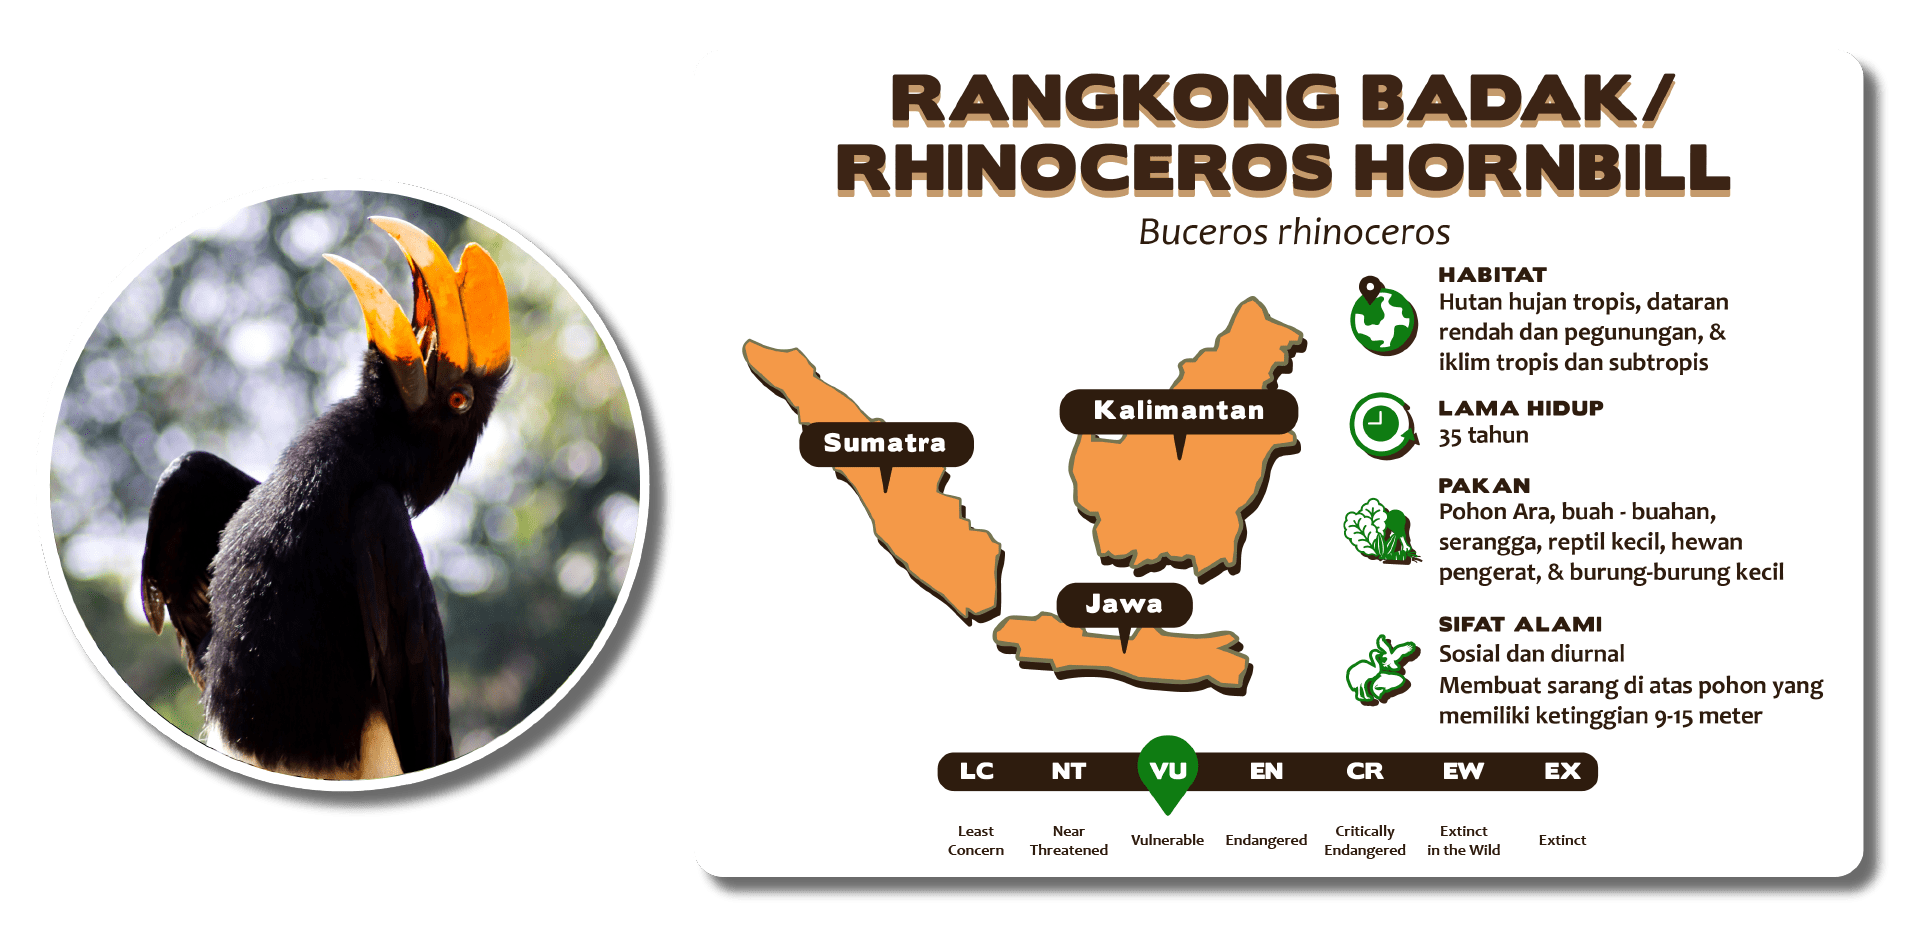 RANGKONG BADAK/
RHINOCEROS HORNBILL
Buceros rhinoceros
Sumatra
Kalimantan
Jawa
HABITAT
Hutan hujan tropis, dataran
rendah dan pegunungan, &
iklim tropis dan subtropis
LAMA HIDUP
35 tahun
PAKAN
Pohon Ara, buah - buahan,
serangga, reptil kecil, hewan
pengerat, & burung-burung kecil
SIFAT ALAMI
Sosial dan diurnal
Membuat sarang di atas pohon yang
memiliki ketinggian 9-15 meter
LC NT VU EN CR EW EX
Least
Concern
Near
Threatened
Vulnerable
Endangered
Critically
Endangered
Extinct
in the Wild
Extinct